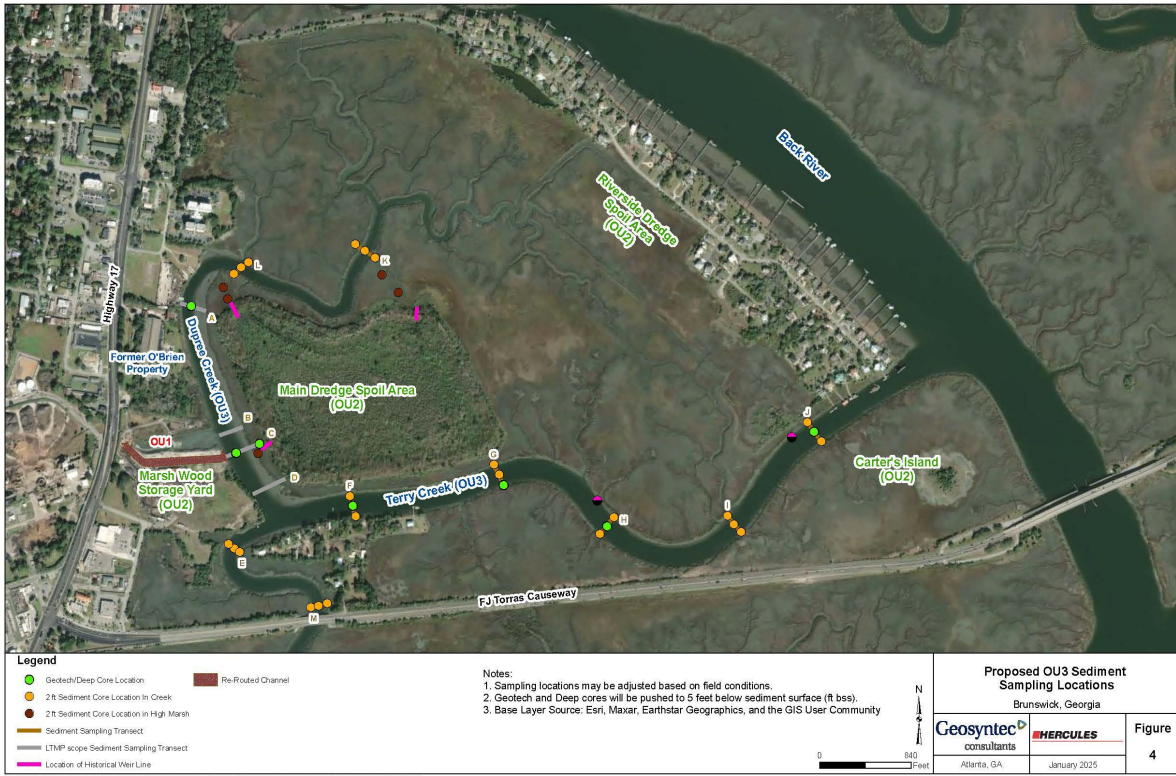 Back River
Riverside Dredge
Spoil Area
(OU2)
Highway 17
K
L
A
Former O'Brien
Property
Dupree Creek (OU3)
Main Dredge Spoil Area
(OU2)
B
C
OU1
Marsh Wood
Storage Yard
(OU2)
D
J
G
Terry Creek (OU3)
F
Carter's Island
(OU2)
H
I
E
M
FJ Torras Causeway
Legend
Geotech/Deep Core Location
2 ft Sediment Core Location In Creek
2 ft Sediment Core Location in High Marsh
Sediment Sampling Transect
LTMP scope Sediment Sampling Transect
Location of Historical Weir Line
Re-Routed Channel
Notes:
1. Sampling locations may be adjusted based on field conditions.
2. Geotech and Deep cores will be pushed to 5 feet below sediment surface (ft bss).
3. Base Layer Source: Esri, Maxar, Earthstar Geographics, and the GIS User Community
N
0 840
Feet
Proposed OU3 Sediment
Sampling Locations
Brunswick, Georgia
Geosyntec
consultants
HERCULES
Figure
4
Atlanta, GA
January 2025